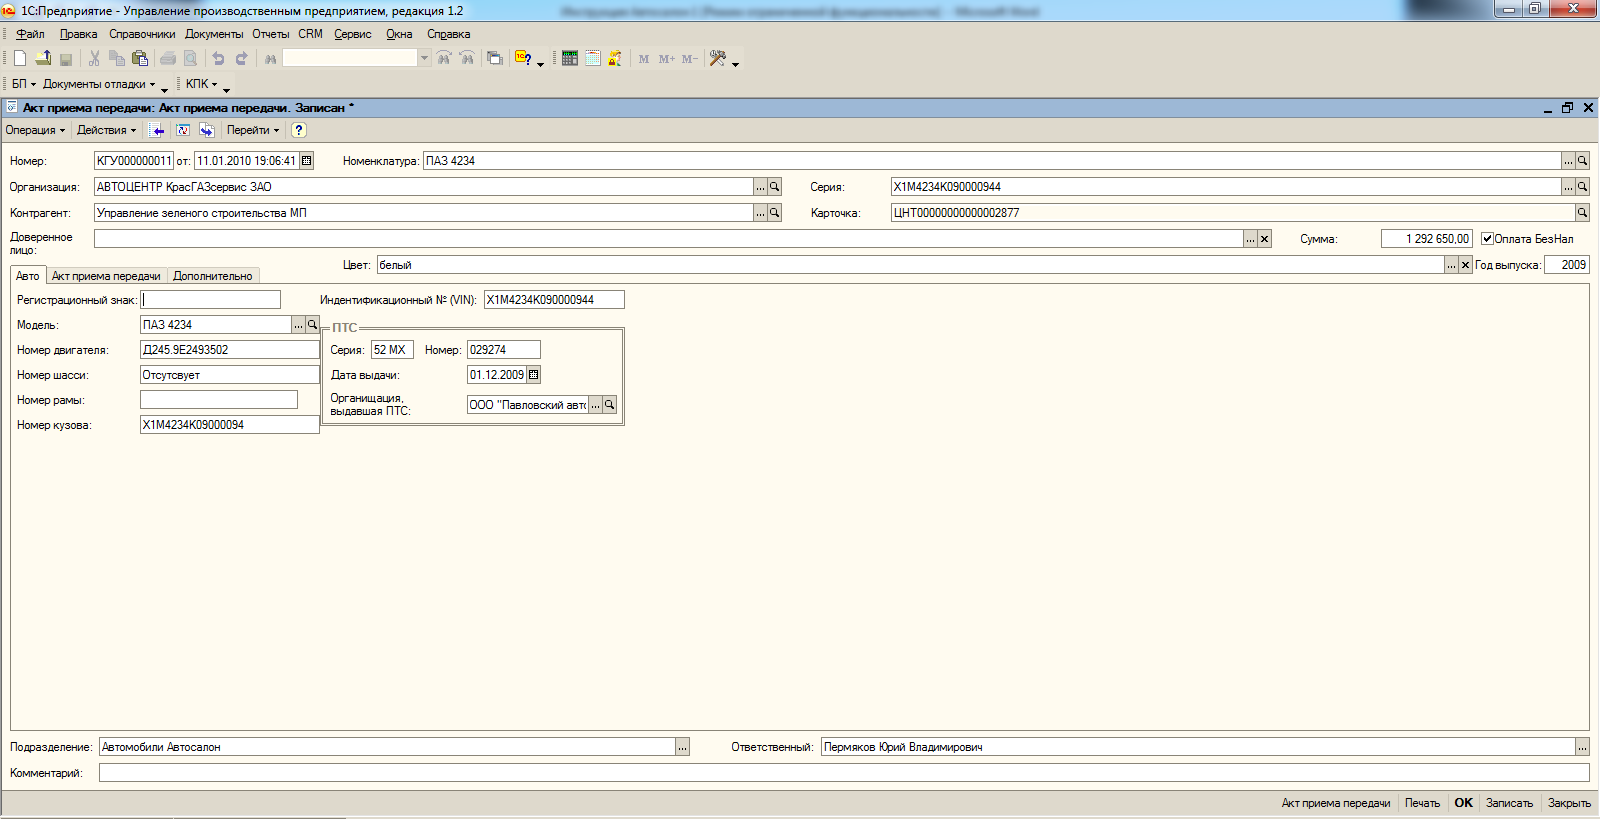 1С:Предприятие - Управление производственным предприятием, редакция 1.2
Файл Правка Справочники Документы Отчеты CRM Сервис Окна Справка
M M+ M-
БП Документы отладки КПК
Акт приема передачи: Акт приема передачи. Записан *
Операция Действия Перейти
Номер: КГУ000000011 от: 11.01.2010 19:06:41 Номенклатура: ПАЗ 4234
Организация: АВТОЦЕНТР КрасГАЗсервис ЗАО Серия: X1M4234K090000944
Контрагент: Управление зеленого строительства МП Карточка: ЦНТ00000000000002877
Доверенное
лицо: Сумма: 1 292 650,00 Оплата БезНал
Цвет: белый Год выпуска: 2009
Авто Акт приема передачи Дополнительно
Регистрационный знак: Индентификационный № (VIN): X1M4234K090000944
Модель: ПАЗ 4234
ПТС
Номер двигателя: Д245.9Е2493502 Серия: 52 МХ Номер: 029274
Номер шасси: Отсутсвует Дата выдачи: 01.12.2009
Номер рамы: Органищация,
выдавшая ПТС: ООО "Павловский авто
Номер кузова: X1M4234K09000094
Подразделение: Автомобили Автосалон Ответственный: Пермяков Юрий Владимирович
Комментарий:
Акт приема передачи Печать OK Записать Закрыть